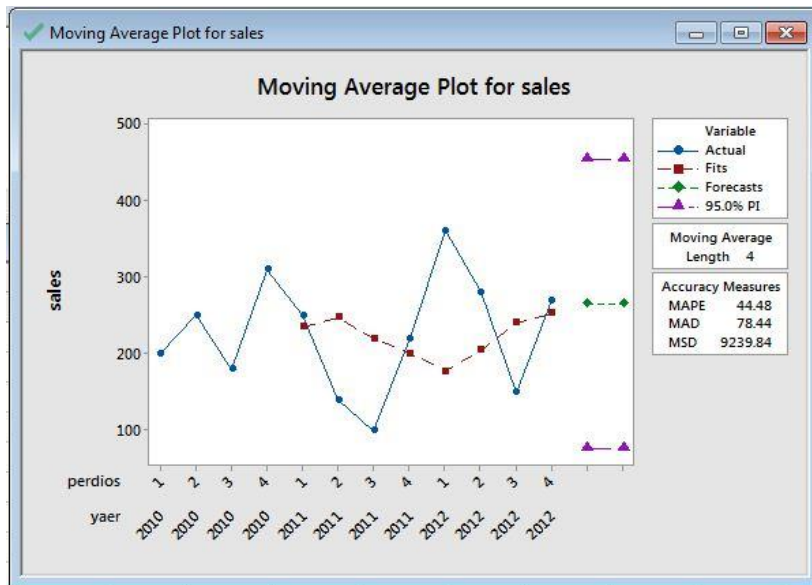 Moving Average Plot for sales
Moving Average Plot for sales
500
400
300
200
100
sales
perdios 1 2 3 4 1 2 3 4 1 2 3 4
yaer 2010 2010 2010 2010 2011 2011 2011 2011 2012 2012 2012 2012
Variable
Actual
Fits
Forecasts
95.0% PI
Moving Average
Length 4
Accuracy Measures
MAPE 44.48
MAD 78.44
MSD 9239.84